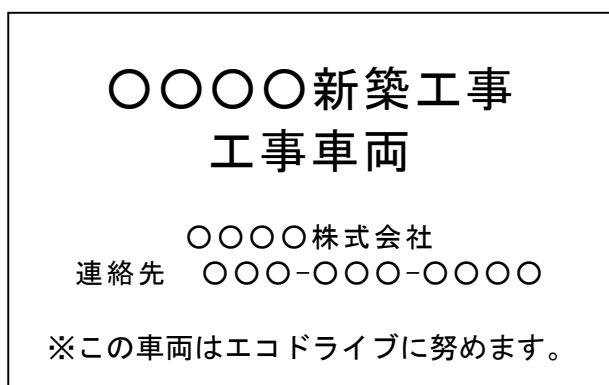 〇〇〇〇新築工事
工事車両
〇〇〇〇株式会社
連絡先　〇〇〇-〇〇〇-〇〇〇〇
※この車両はエコドライブに努めます。